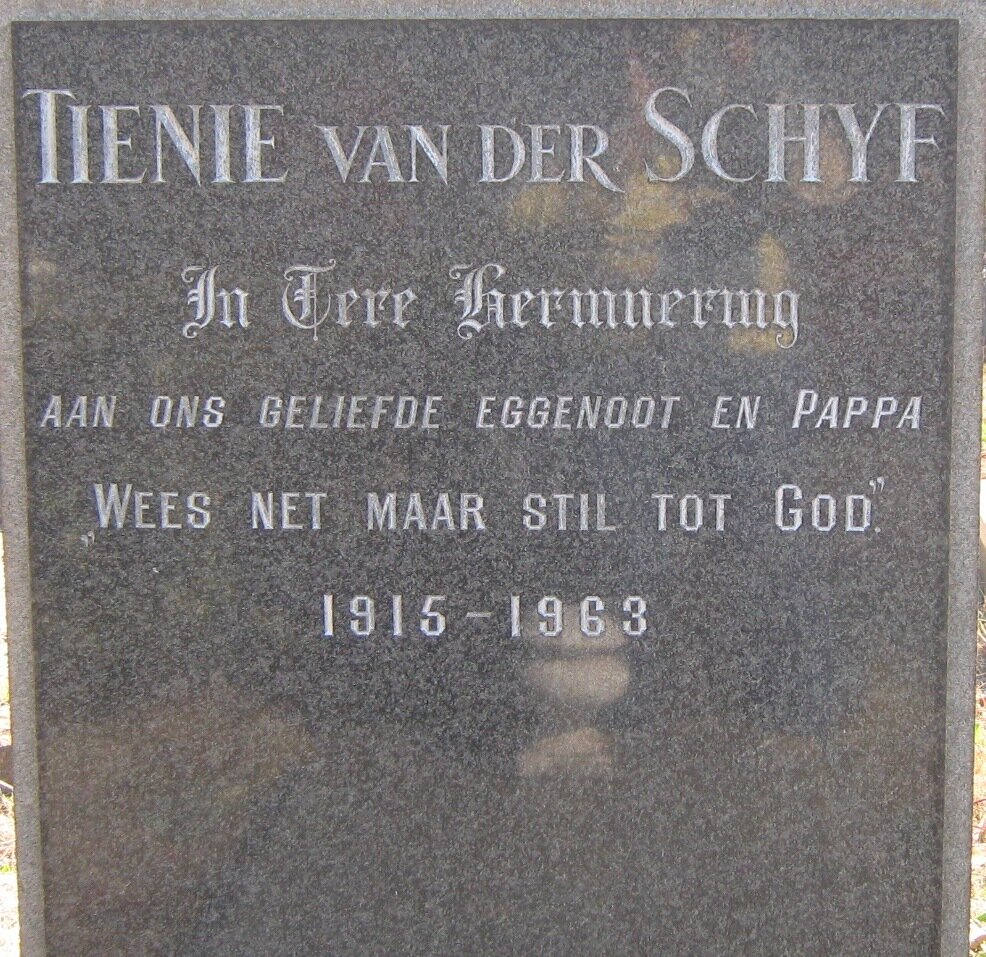 TIENIE VAN DER SCHYF
In Tere Herinnering
AAN ONS GELIEFDE EGGENOOT EN PAPPA
„WEES NET MAAR STIL TOT GOD.”
1915-1963